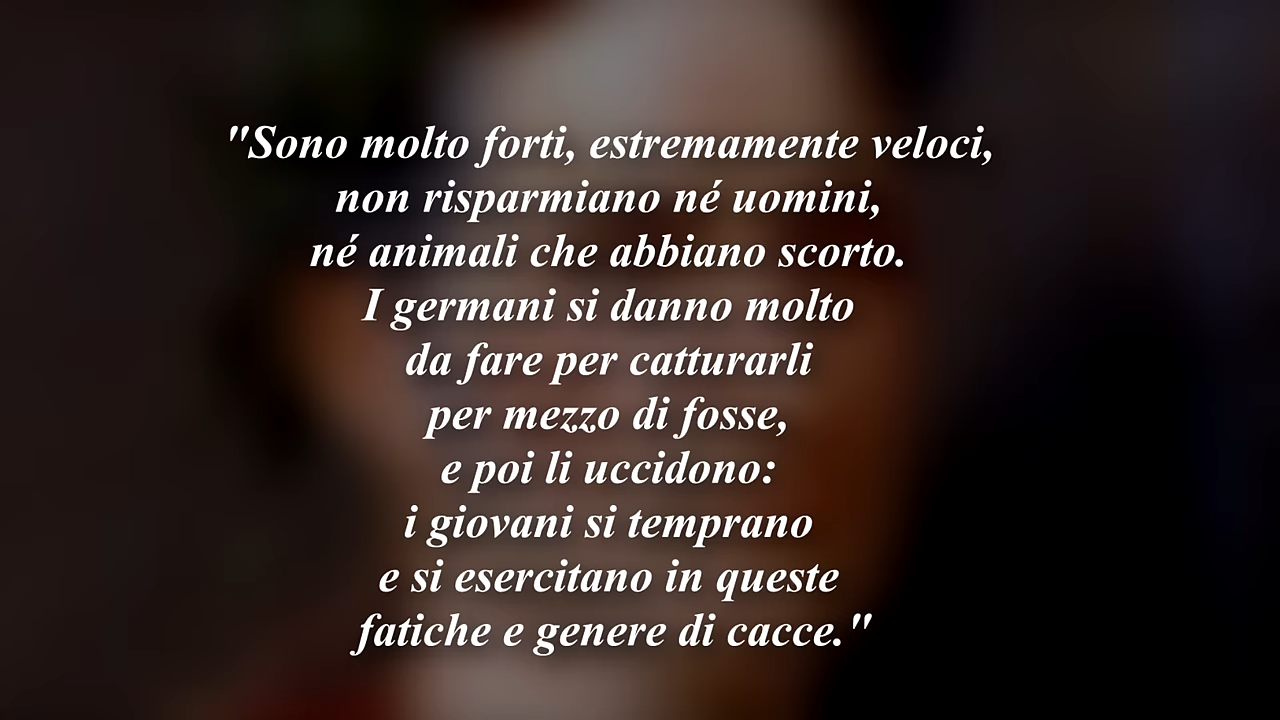 "Sono molto forti, estremamente veloci,
non risparmiano né uomini,
né animali che abbiano scorto.
I germani si danno molto
da fare per catturarli
per mezzo di fosse,
e poi li uccidono:
i giovani si temprano
e si esercitano in queste
fatiche e genere di cacce."